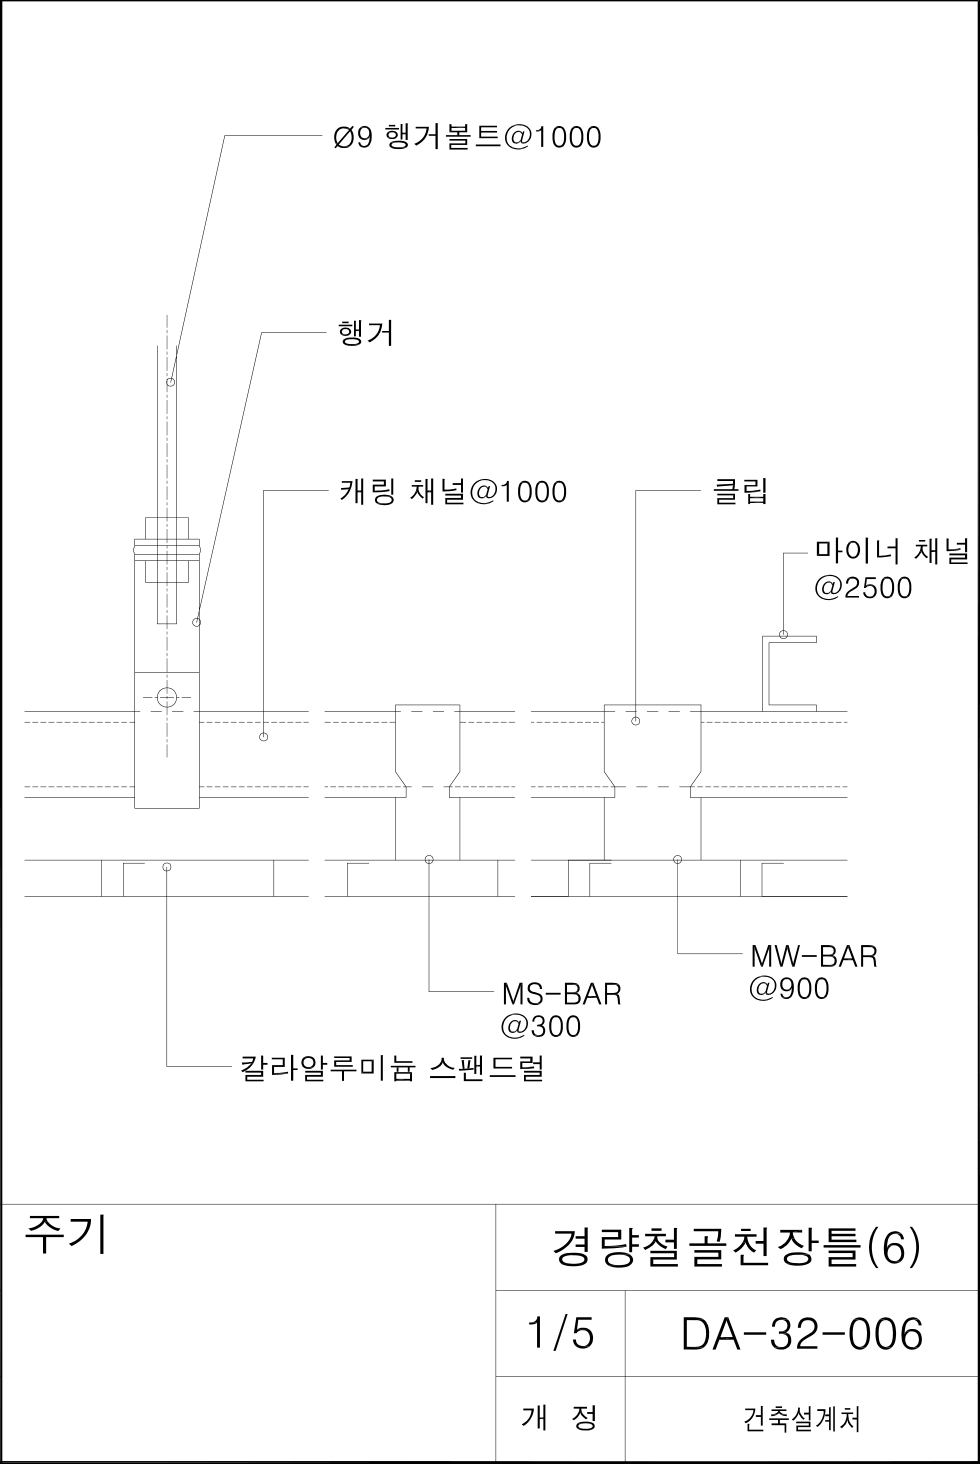 Ø9 행거볼트@1000
행거
캐링 채널@1000
클립
마이너 채널
@2500
MW-BAR
@900
MS-BAR
@300
칼라알루미늄 스팬드럴
주기
경량철골천장틀(6)
1/5
DA-32-006
개 정
건축설계처